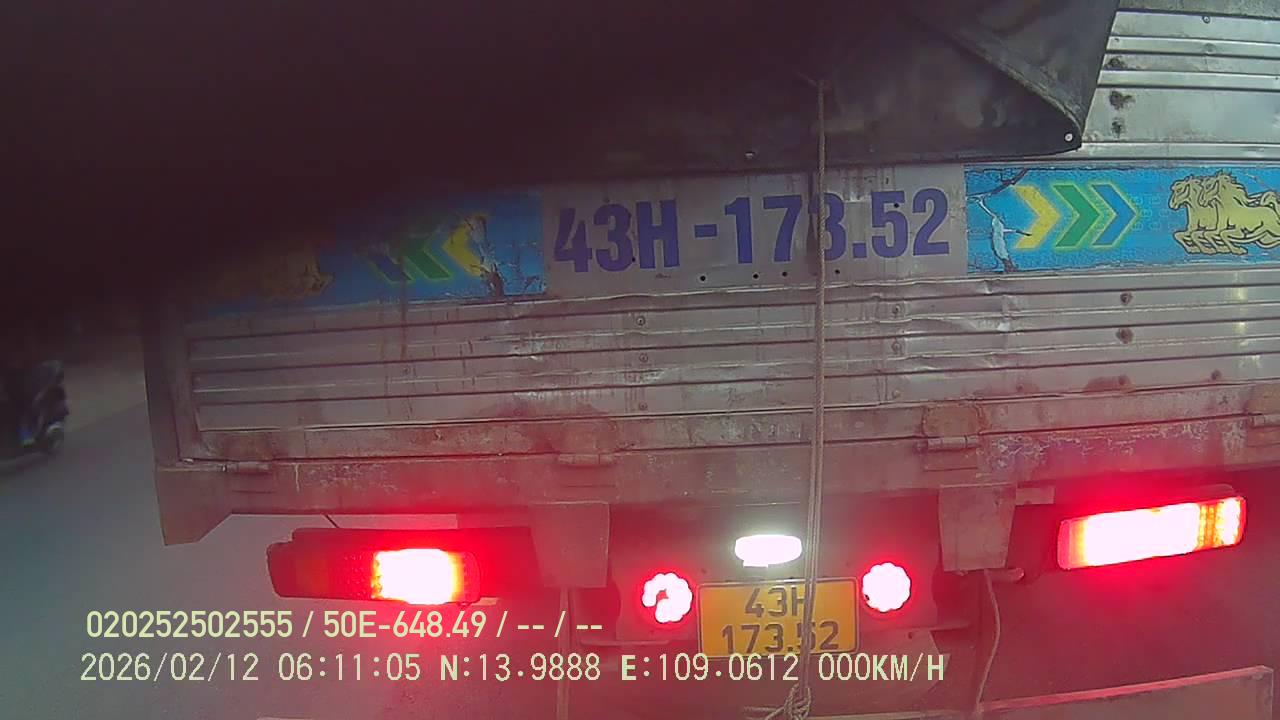 43H-173.52
43H
173.52
020252502555 / 50E-648.49 / -- / --
2026/02/12 06:11:05 N:13.9888 E:109.0612 000KM/H